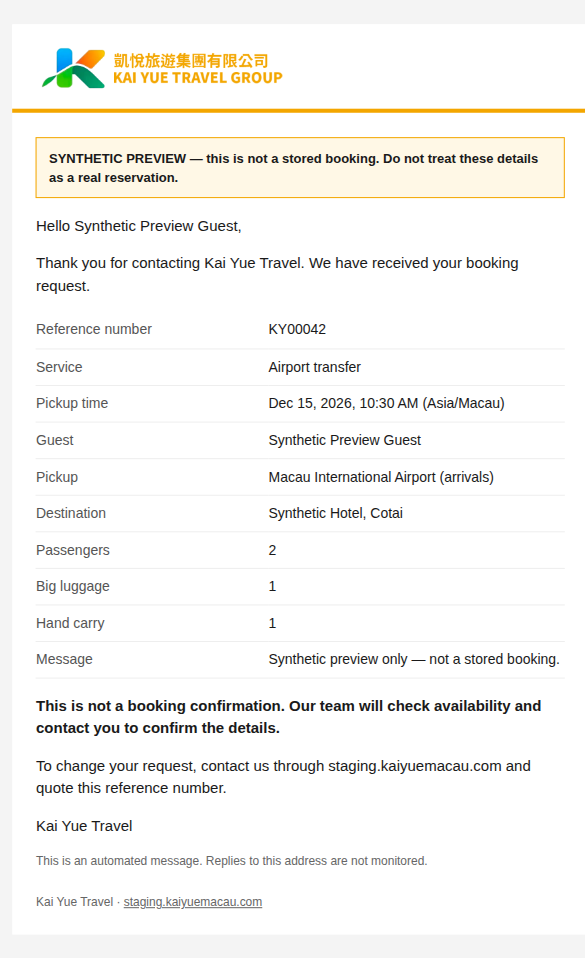 凱悅旅遊集團有限公司
KAI YUE TRAVEL GROUP
SYNTHETIC PREVIEW — this is not a stored booking. Do not treat these details
as a real reservation.
Hello Synthetic Preview Guest,
Thank you for contacting Kai Yue Travel. We have received your booking
request.
Reference number KY00042
Service Airport transfer
Pickup time Dec 15, 2026, 10:30 AM (Asia/Macau)
Guest Synthetic Preview Guest
Pickup Macau International Airport (arrivals)
Destination Synthetic Hotel, Cotai
Passengers 2
Big luggage 1
Hand carry 1
Message Synthetic preview only — not a stored booking.
This is not a booking confirmation. Our team will check availability and
contact you to confirm the details.
To change your request, contact us through staging.kaiyuemacau.com and
quote this reference number.
Kai Yue Travel
This is an automated message. Replies to this address are not monitored.
Kai Yue Travel · staging.kaiyuemacau.com